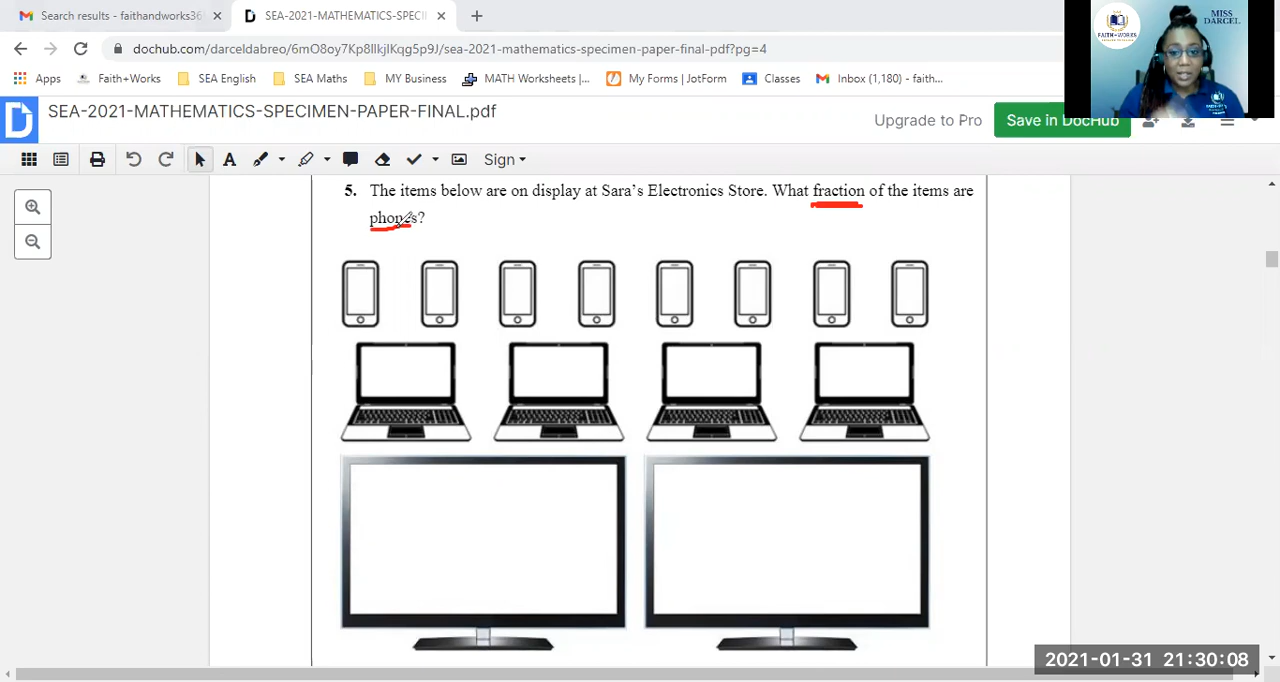 Search results - faithandworks36
SEA-2021-MATHEMATICS-SPECI
dochub.com/darceldabreo/6mO89y7Kp8llkjlKqg5p9J/sea-2021-mathematics-specimen-paper-final-pdf?pg=4
Apps
Faith+Works
SEA English
SEA Maths
MY Business
MATH Worksheets |...
My Forms | JotForm
Classes
Inbox (1,180) - faith...
MISS
DARCEL
FAITH+WORKS
SEA-2021-MATHEMATICS-SPECIMEN-PAPER-FINAL.pdf
Upgrade to Pro
Save in DocHub
A
Sign
5. The items below are on display at Sara's Electronics Store. What fraction of the items are
phones?
2021-01-31 21:30:08